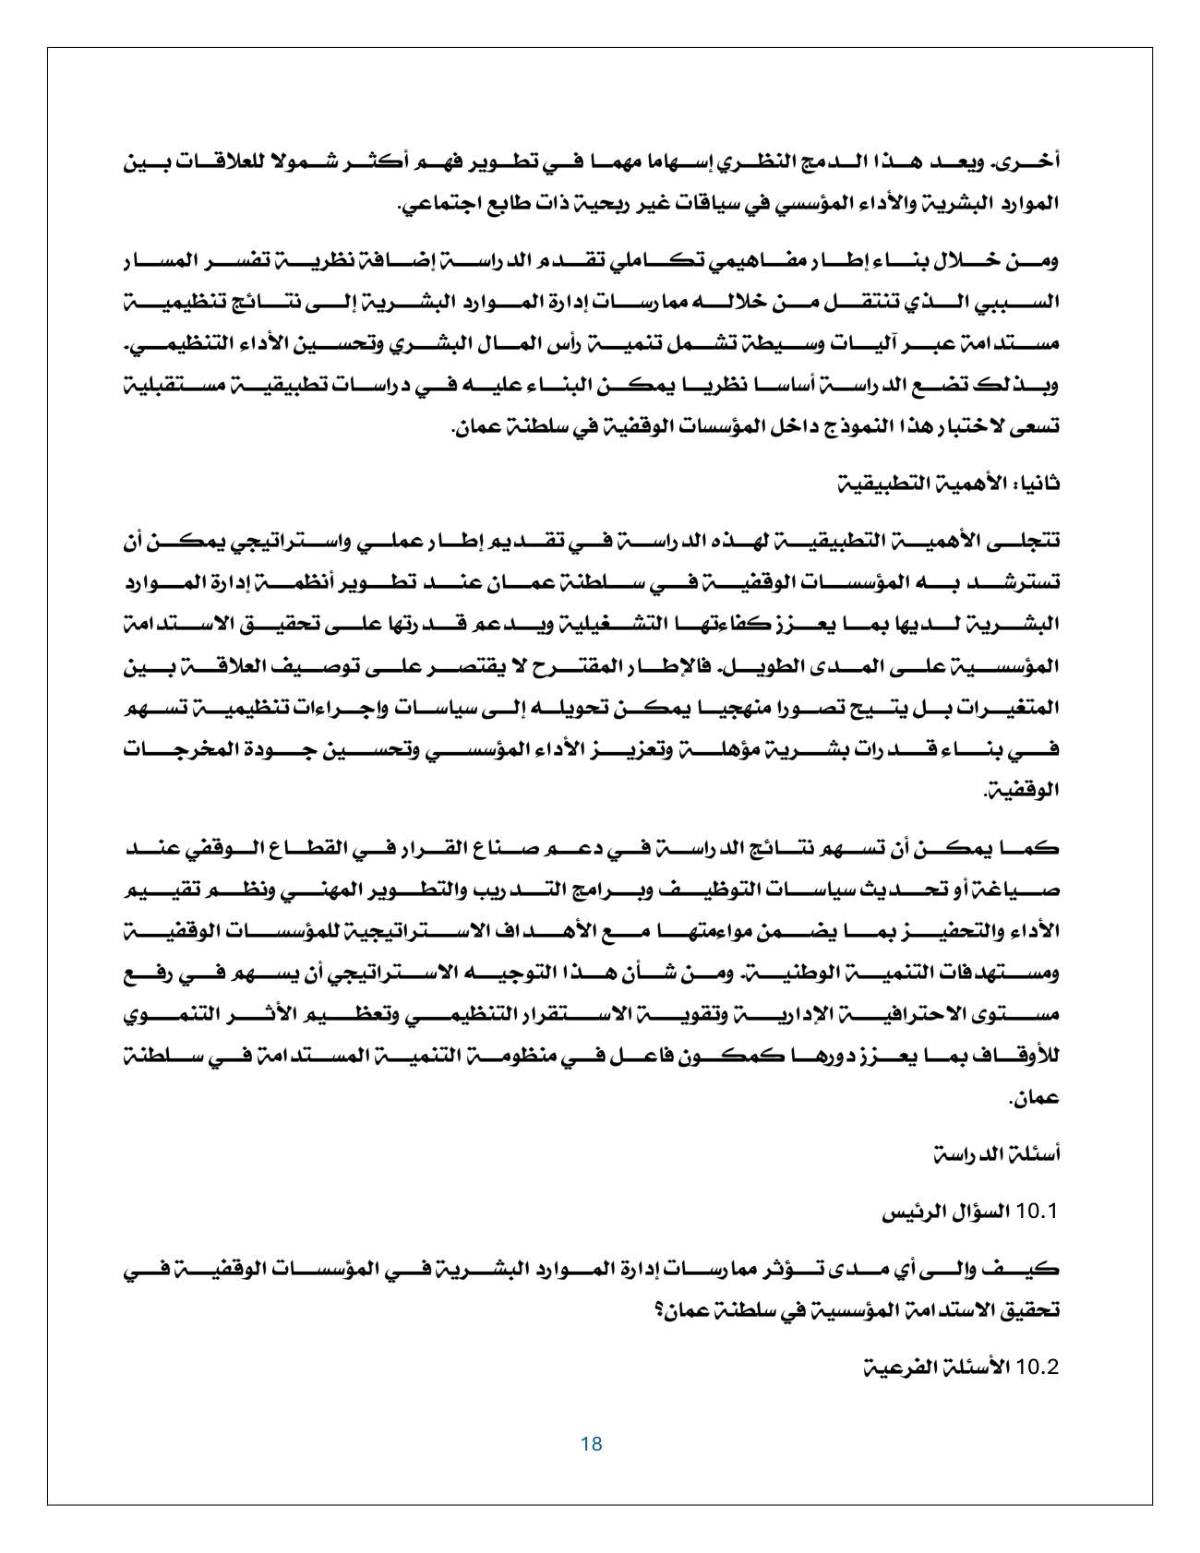 أخرى. ويعد هذا الدمج النظري إسهاما مهما في تطوير فهم أكثر شمولا للعلاقات بين
الموارد البشرية والأداء المؤسسي في سياقات غير ربحية ذات طابع اجتماعي.
ومن خلال بناء إطار مفاهيمي تكاملي تقدم الدراسة إضافة نظرية تفسر المسار
السببي الذي تنتقل من خلاله ممارسات إدارة الموارد البشرية إلى نتائج تنظيمية
مستدامة عبر آليات وسيطة تشمل تنمية رأس المال البشري وتحسين الأداء التنظيمي.
وبذلك تضع الدراسة أساسا نظريا يمكن البناء عليه في دراسات تطبيقية مستقبلية
تسعى لاختبار هذا النموذج داخل المؤسسات الوقفية في سلطنة عمان.
ثانيا: الأهمية التطبيقية
تتجلى الأهمية التطبيقية لهذه الدراسة في تقديم إطار عملي واستراتيجي يمكن أن
تسترشد به المؤسسات الوقفية في سلطنة عمان عند تطوير أنظمة إدارة الموارد
البشرية لديها بما يعزز كفاءتها التشغيلية ويدعم قدرتها على تحقيق الاستدامة
المؤسسية على المدى الطويل. فالإطار المقترح لا يقتصر على توصيف العلاقة بين
المتغيرات بل يتيح تصورا منهجيا يمكن تحويله إلى سياسات وإجراءات تنظيمية تسهم
في بناء قدرات بشرية مؤهلة وتعزيز الأداء المؤسسي وتحسين جودة المخرجات
الوقفية.
كما يمكن أن تسهم نتائج الدراسة في دعم صناع القرار في القطاع الوقفي عند
صياغة أو تحديث سياسات التوظيف وبرامج التدريب والتطوير المهني ونظم تقييم
الأداء والتحفيز بما يضمن مواءمتها مع الأهداف الاستراتيجية للمؤسسات الوقفية
ومستهدفات التنمية الوطنية. ومن شأن هذا التوجيه الاستراتيجي أن يسهم في رفع
مستوى الاحترافية الإدارية وتقوية الاستقرار التنظيمي وتعظيم الأثر التنموي
للأوقاف بما يعزز دورها كمكون فاعل في منظومة التنمية المستدامة في سلطنة
عمان.
أسئلة الدراسة
10.1 السؤال الرئيس
كيف وإلى أي مدى تؤثر ممارسات إدارة الموارد البشرية في المؤسسات الوقفية في
تحقيق الاستدامة المؤسسية في سلطنة عمان؟
10.2 الأسئلة الفرعية
18